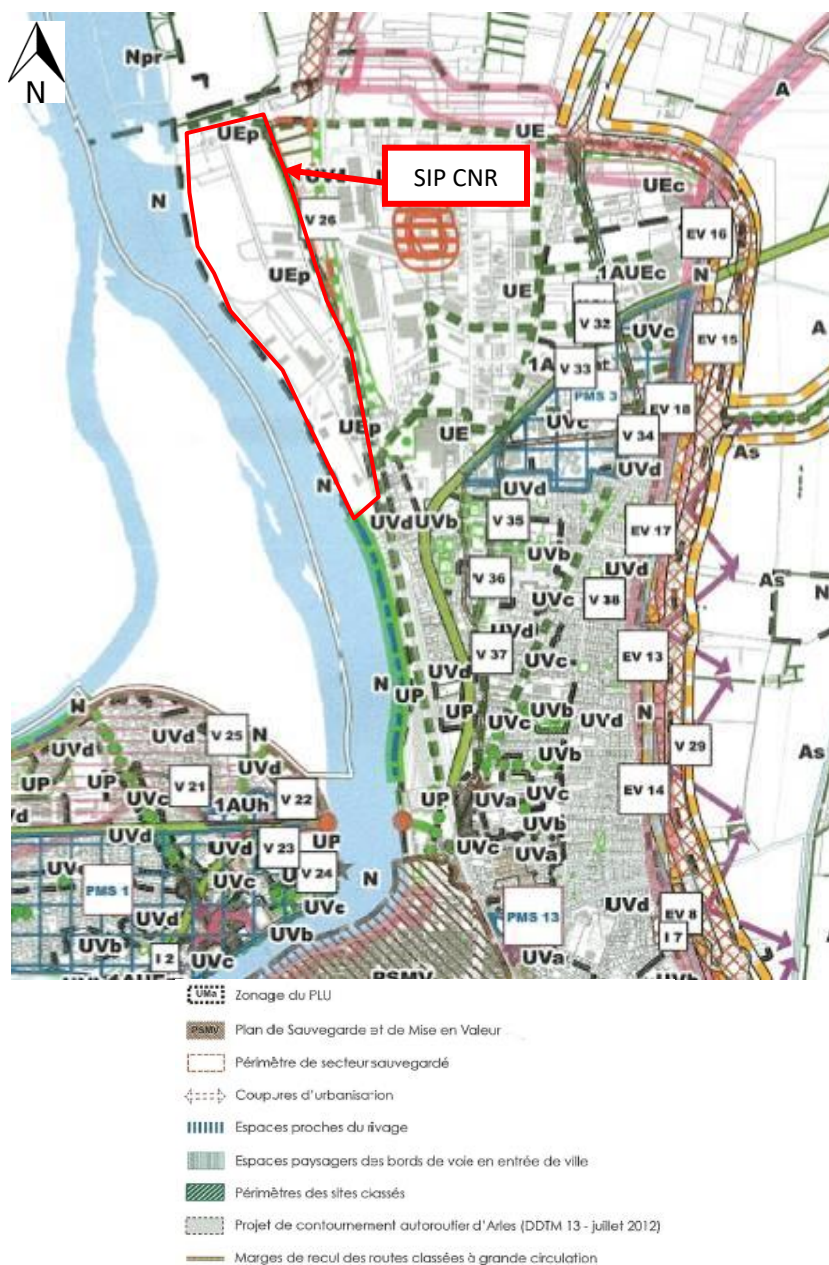 N
Npr
A
UEp
UE
SIP CNR
UEc
N
V 26
EV 16
1AUEc
N
UEp
UE
V 32
UVc
EV 15
A
V 33
PMS 3
EV 18
UVc
V 34
UEp
UE
As
UVd
N
UVd
UVd
UVb
V 35
EV 17
UVb
UVd
V 36
As
UVc
V 38
N
UVd
V 37
UVc
EV 13
UVd
N
UP
UP
UVc
UVb
UVd
N
N
V 25
N
UVd
UVd
V 29
UVb
As
UVd
UP
UP
V 21
EV 14
UVc
1AUh
V 22
UP
UVa
UVc
UVd
UP
UVb
UVd
V 23
UVc
UVa
V 24
N
PMS 1
UVc
UVc
UVd
PMS 13
UVd
EV 8
UVb
UVb
I 7
I 2
UVc
UVa
UMa Zonage du PLU
PSMV Plan de Sauvegarde et de Mise en Valeur
Périmètre de secteur sauvegardé
Coupures d'urbanisation
Espaces proches du rivage
Espaces paysagers des bords de voie en entrée de ville
Périmètres des sites classés
Projet de contournement autoroutier d'Arles (DDTM 13 - juillet 2012)
Marges de recul des routes classées à grande circulation